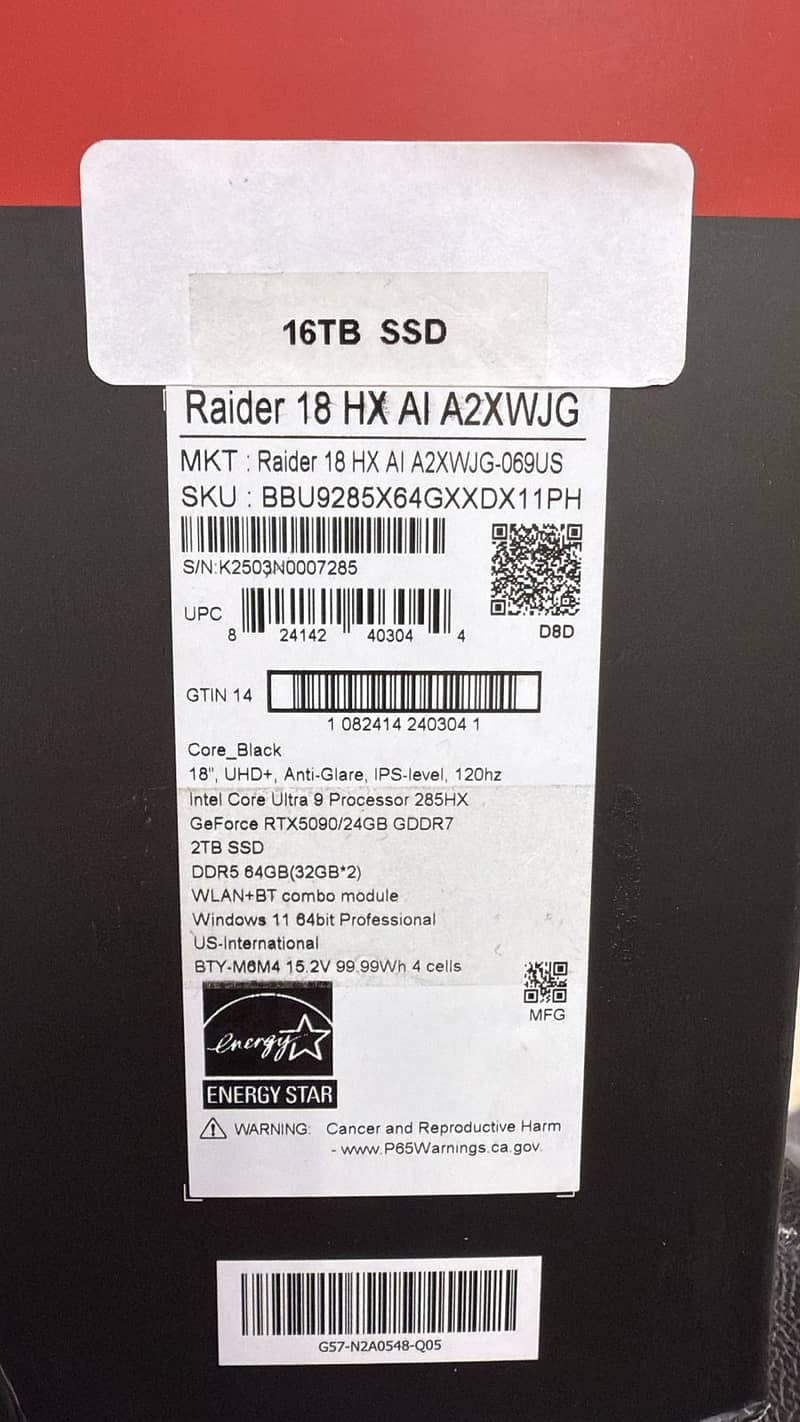 16TB SSD
Raider 18 HX AI A2XWJG
MKT : Raider 18 HX AI A2XWJG-069US
SKU : BBU9285X64GXXDX11PH
S/N:K2503N0007285
D8D
UPC
8 24142 40304 4
GTIN 14
1 082414 240304 1
Core_Black
18", UHD+, Anti-Glare, IPS-level, 120hz
Intel Core Ultra 9 Processor 285HX
GeForce RTX5090/24GB GDDR7
2TB SSD
DDR5 64GB(32GB*2)
WLAN+BT combo module
Windows 11 64bit Professional
US-International
BTY-M6M4 15.2V 99.99Wh 4 cells
MFG
energy
ENERGY STAR
WARNING: Cancer and Reproductive Harm
- www.P65Warnings.ca.gov.
G57-N2A0548-Q05